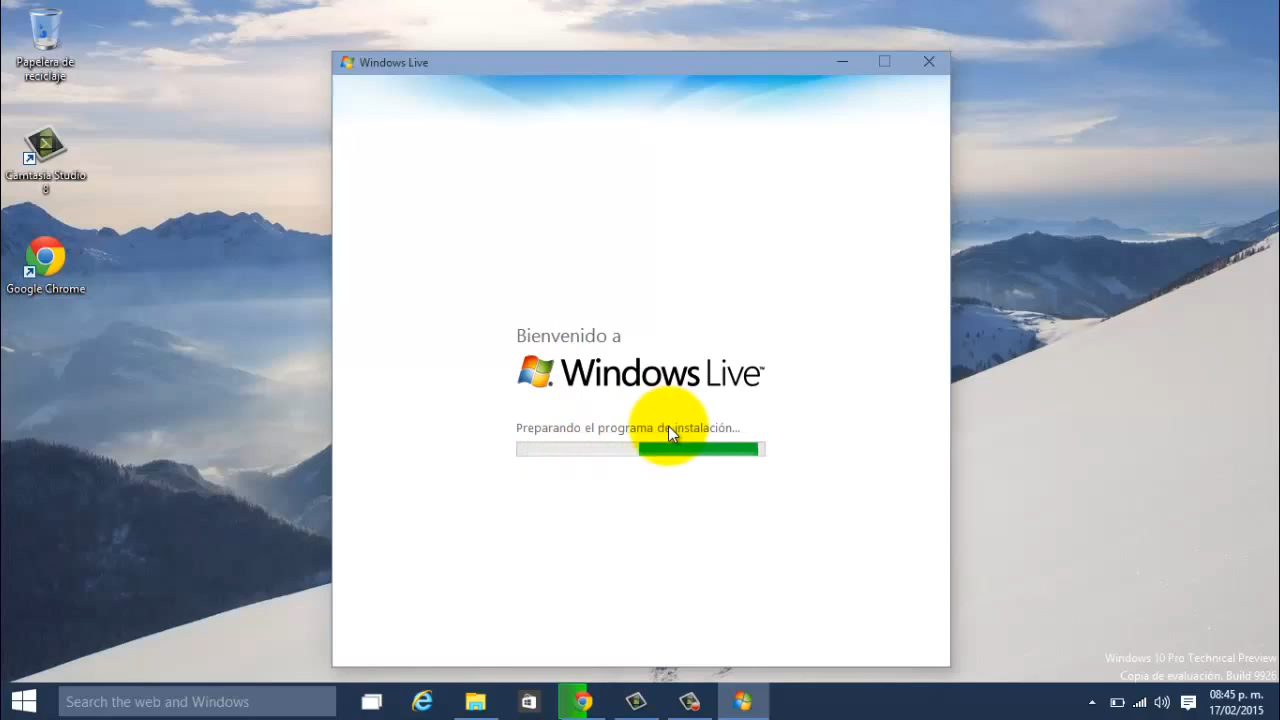 Papelera de
reciclaje
Camtasia Studio
8
Google Chrome
Windows Live
Bienvenido a
Windows Live™
Preparando el programa de instalación...
Windows 10 Pro Technical Preview
Copia de evaluación. Build 9926
Search the web and Windows
08:45 p. m.
17/02/2015